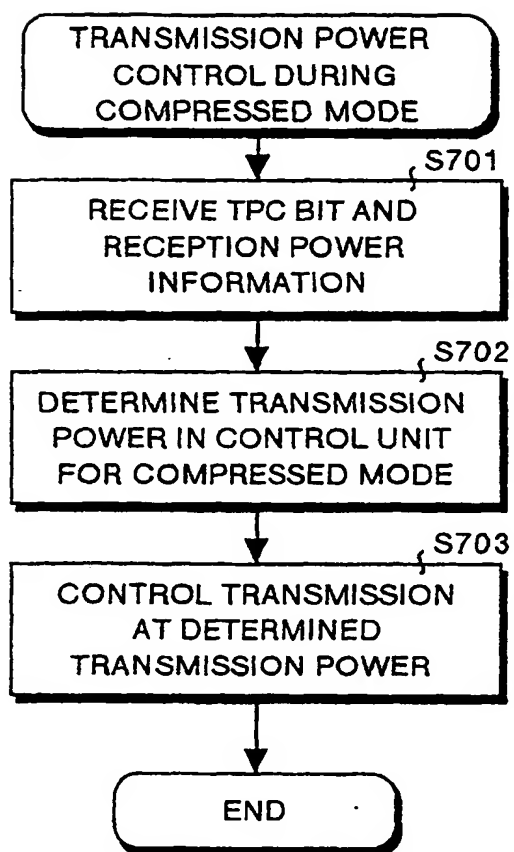 TRANSMISSION POWER
CONTROL DURING
COMPRESSED MODE
S701
RECEIVE TPC BIT AND
RECEPTION POWER
INFORMATION
S702
DETERMINE TRANSMISSION
POWER IN CONTROL UNIT
FOR COMPRESSED MODE
S703
CONTROL TRANSMISSION
AT DETERMINED
TRANSMISSION POWER
END